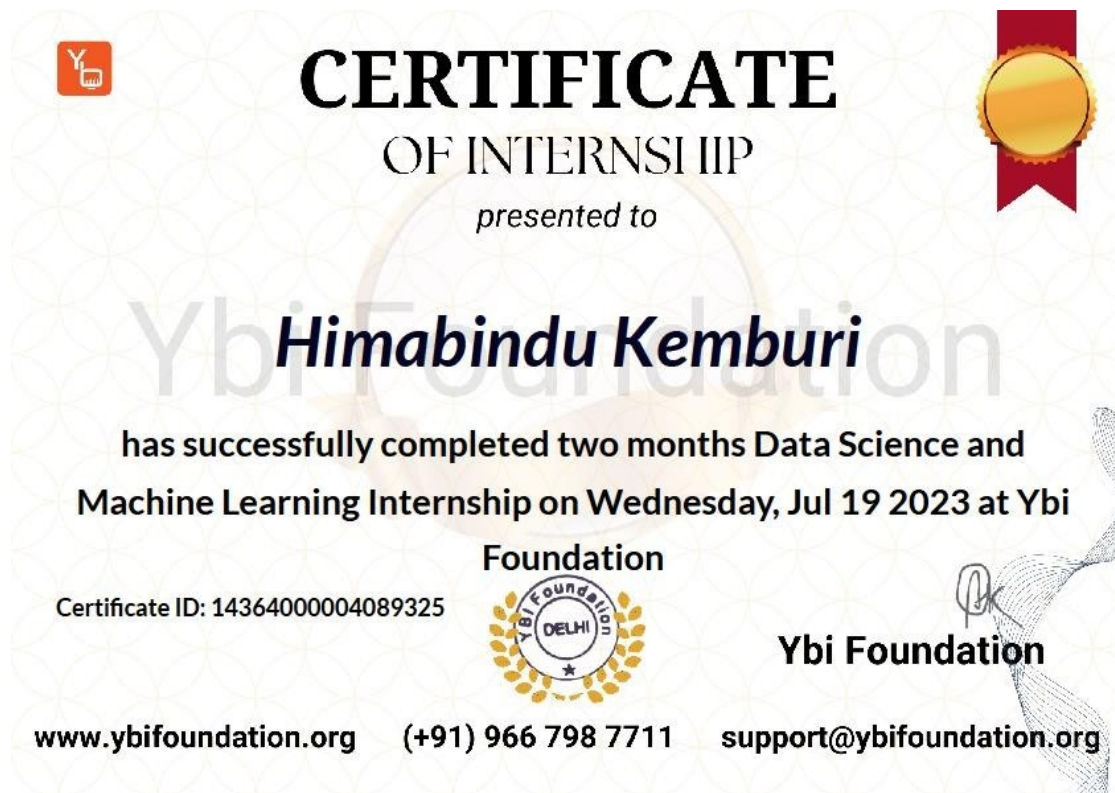 CERTIFICATE
OF INTERNSHIP
presented to
Ybi Foundation
Himabindu Kemburi
has successfully completed two months Data Science and
Machine Learning Internship on Wednesday, Jul 19 2023 at Ybi
Foundation
Certificate ID: 14364000004089325
Ybi Foundation
DELHI
Ybi Foundation
www.ybifoundation.org (+91) 966 798 7711 support@ybifoundation.org